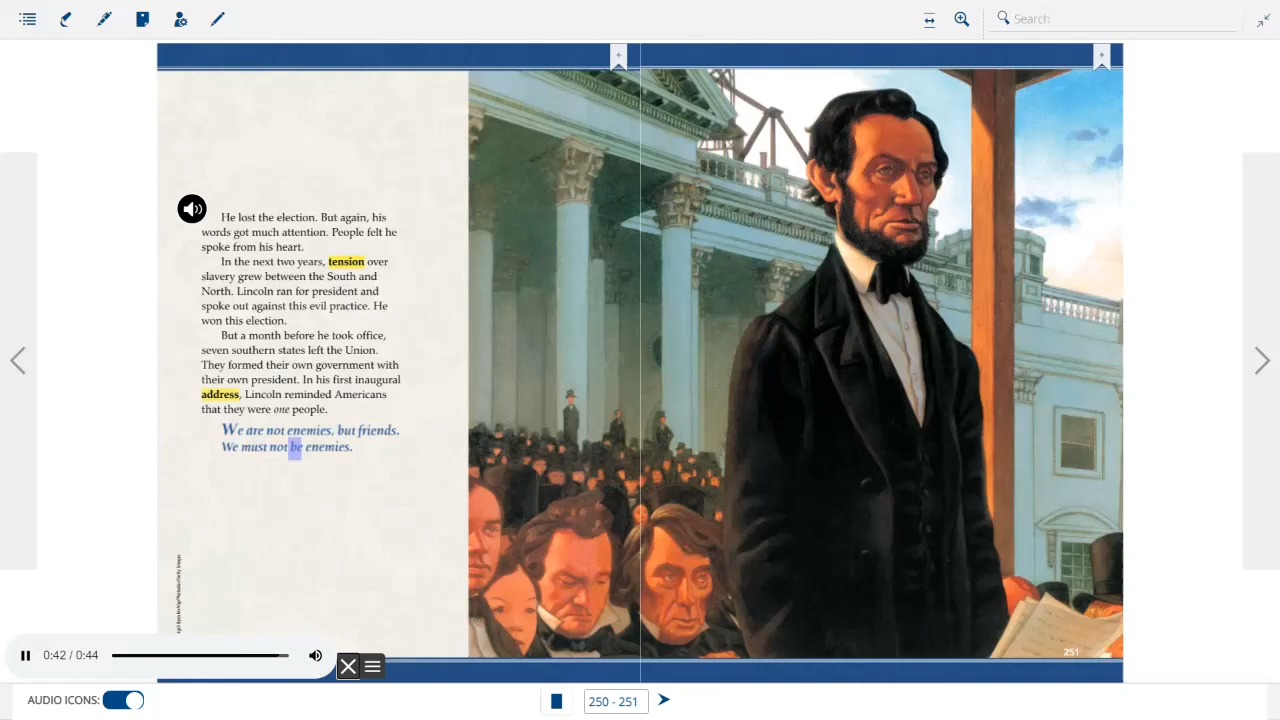 Search
+
+
He lost the election. But again, his
words got much attention. People felt he
spoke from his heart.
In the next two years, tension over
slavery grew between the South and
North. Lincoln ran for president and
spoke out against this evil practice. He
won this election.
But a month before he took office,
seven southern states left the Union.
They formed their own government with
their own president. In his first inaugural
address, Lincoln reminded Americans
that they were one people.
We are not enemies, but friends.
We must not be enemies.
251
0:42 / 0:44
AUDIO ICONS:
250 - 251